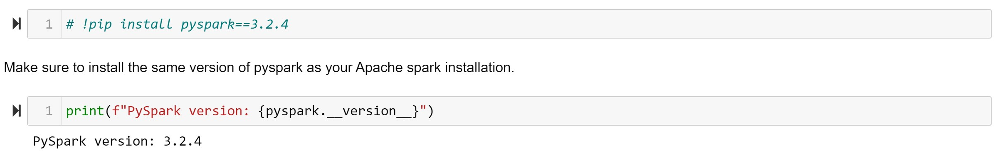 1 # !pip install pyspark==3.2.4
Make sure to install the same version of pyspark as your Apache spark installation.
1 print(f"PySpark version: {pyspark.__version__}")
PySpark version: 3.2.4